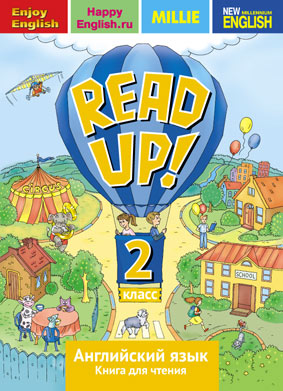 Enjoy
English
Happy
English.ru
MILLIE
NEW MILLENNIUM
ENGLISH
READ
UP!
CIRCUS
2
класс
SCHOOL
Английский язык
Книга для чтения